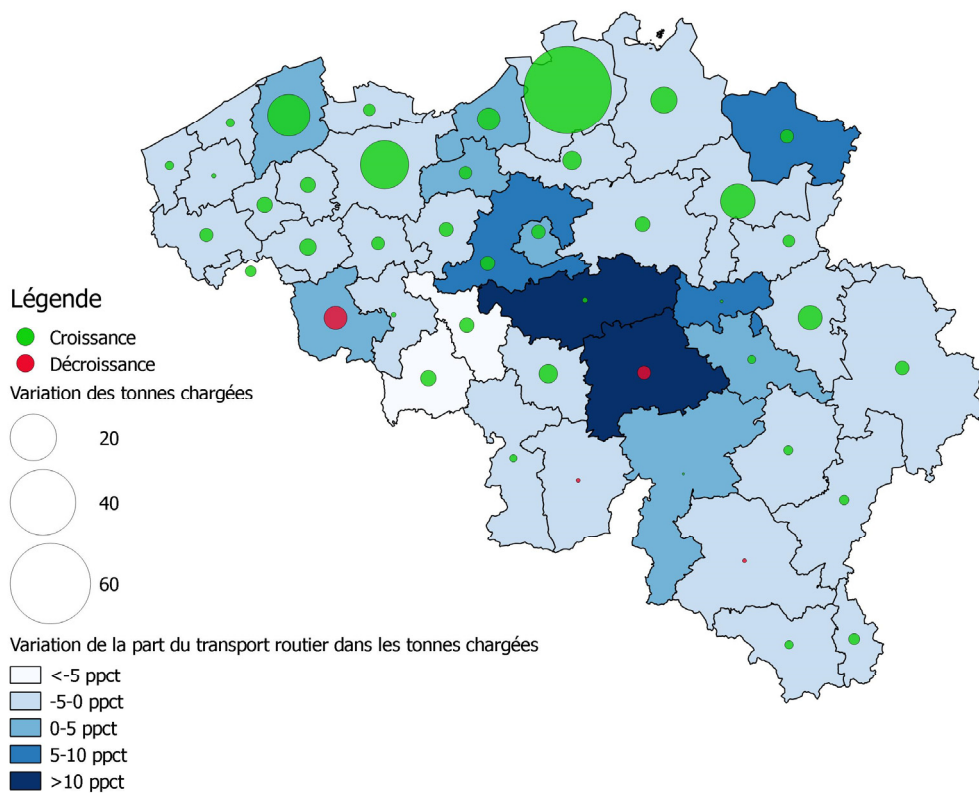 Légende
Croissance
Décroissance
Variation des tonnes chargées
20
40
60
Variation de la part du transport routier dans les tonnes chargées
<-5 ppct
-5-0 ppct
0-5 ppct
5-10 ppct
>10 ppct